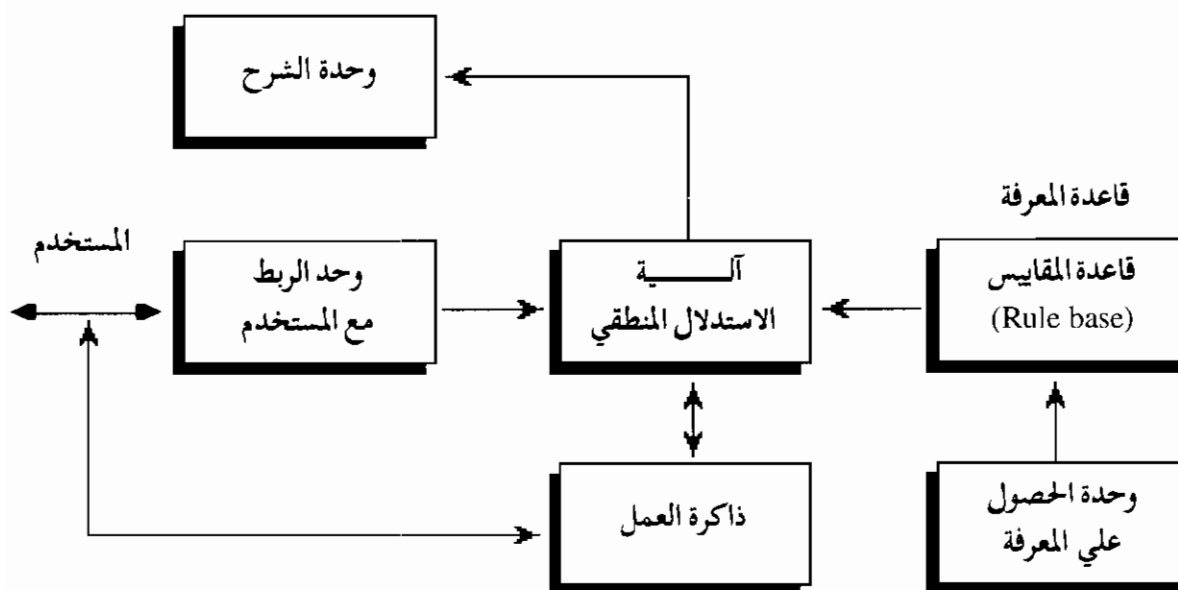 وحدة الشرح
قاعدة المعرفة
المستخدم
وحد الربط
مع المستخدم
آلـــــــية
الاستدلال المنطقي
قاعدة المقاييس
(Rule base)
ذاكرة العمل
وحدة الحصول
علي المعرفة